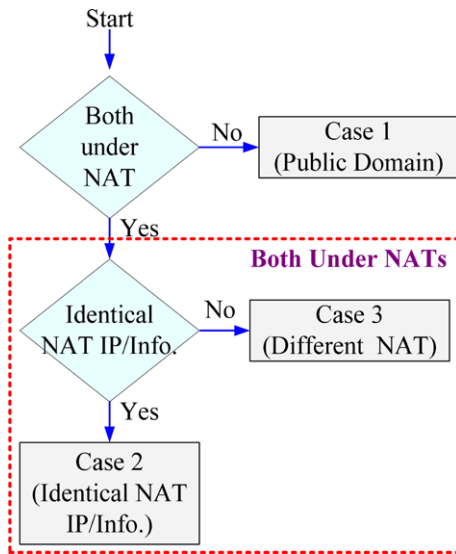 Start
Both
under
NAT
No
Case 1
(Public Domain)
Yes
Both Under NATs
Identical
NAT IP/Info.
No
Case 3
(Different NAT)
Yes
Case 2
(Identical NAT
IP/Info.)